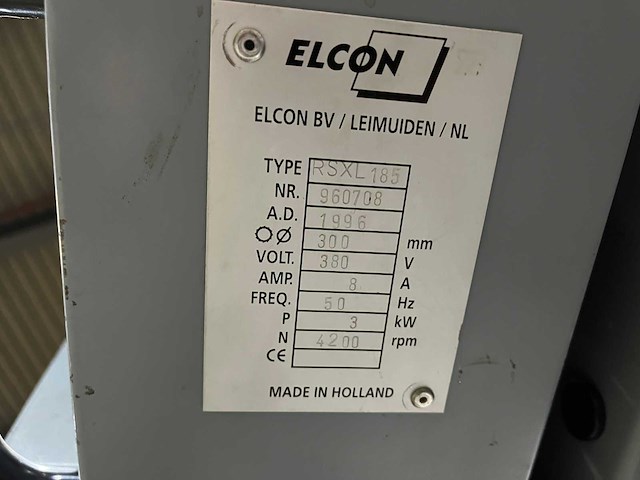 ELCON
ELCON BV / LEIMUIDEN / NL
TYPE RSXL185
NR. 960708
A.D. 1996
Ø 300 mm
VOLT. 380 V
AMP. 8 A
FREQ. 50 Hz
P 3 kW
N 4200 rpm
CE
MADE IN HOLLAND